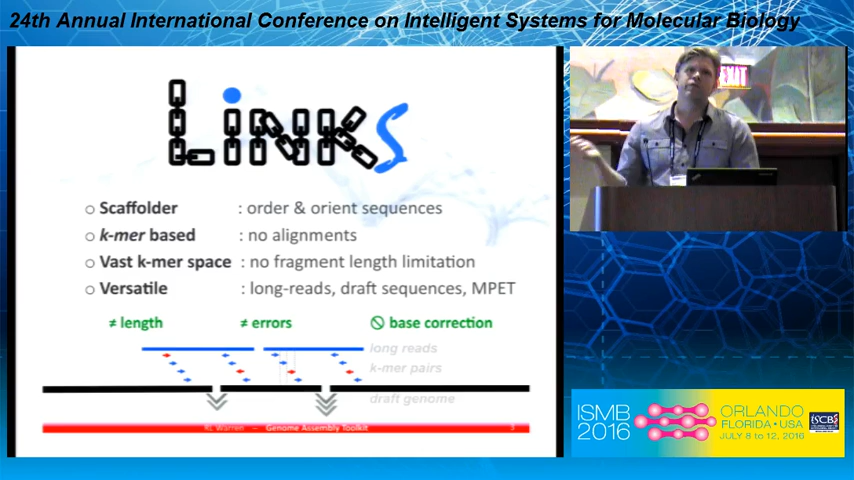 24th Annual International Conference on Intelligent Systems for Molecular Biology
LiNKS
EXIT
○ Scaffolder : order & orient sequences
○ k-mer based : no alignments
○ Vast k-mer space : no fragment length limitation
○ Versatile : long-reads, draft sequences, MPET
≠ length ≠ errors 🛇 base correction
long reads
k-mer pairs
draft genome
RL Warren — Genome Assembly Toolkit 3
ISMB
2016
ORLANDO
FLORIDA • USA
JULY 8 to 12, 2016
ISCB